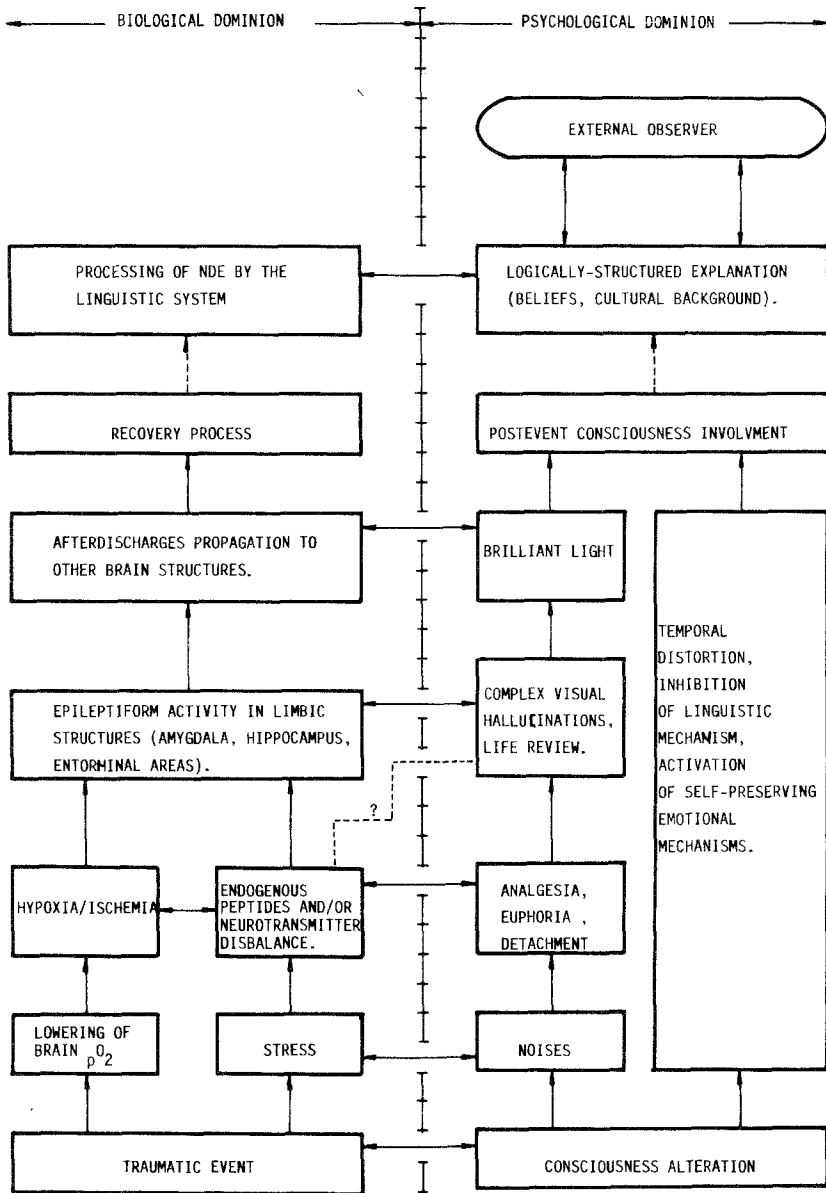 BIOLOGICAL DOMINION
PSYCHOLOGICAL DOMINION
EXTERNAL OBSERVER
PROCESSING OF NDE BY THE
LINGUISTIC SYSTEM
LOGICALLY-STRUCTURED EXPLANATION
(BELIEFS, CULTURAL BACKGROUND).
RECOVERY PROCESS
POSTEVENT CONSCIOUSNESS INVOLVMENT
AFTERDISCHARGES PROPAGATION TO
OTHER BRAIN STRUCTURES.
BRILLIANT LIGHT
TEMPORAL
DISTORTION,
INHIBITION
OF LINGUISTIC
MECHANISM,
ACTIVATION
OF SELF-PRESERVING
EMOTIONAL
MECHANISMS.
EPILEPTIFORM ACTIVITY IN LIMBIC
STRUCTURES (AMYGDALA, HIPPOCAMPUS,
ENTORMINAL AREAS).
COMPLEX VISUAL
HALLUCINATIONS,
LIFE REVIEW.
?
HYPOXIA/ISCHEMIA
ENDOGENOUS
PEPTIDES AND/OR
NEUROTRANSMITTER
DISBALANCE.
ANALGESIA,
EUPHORIA ,
DETACHMENT
LOWERING OF
BRAIN pO2
STRESS
NOISES
TRAUMATIC EVENT
CONSCIOUSNESS ALTERATION